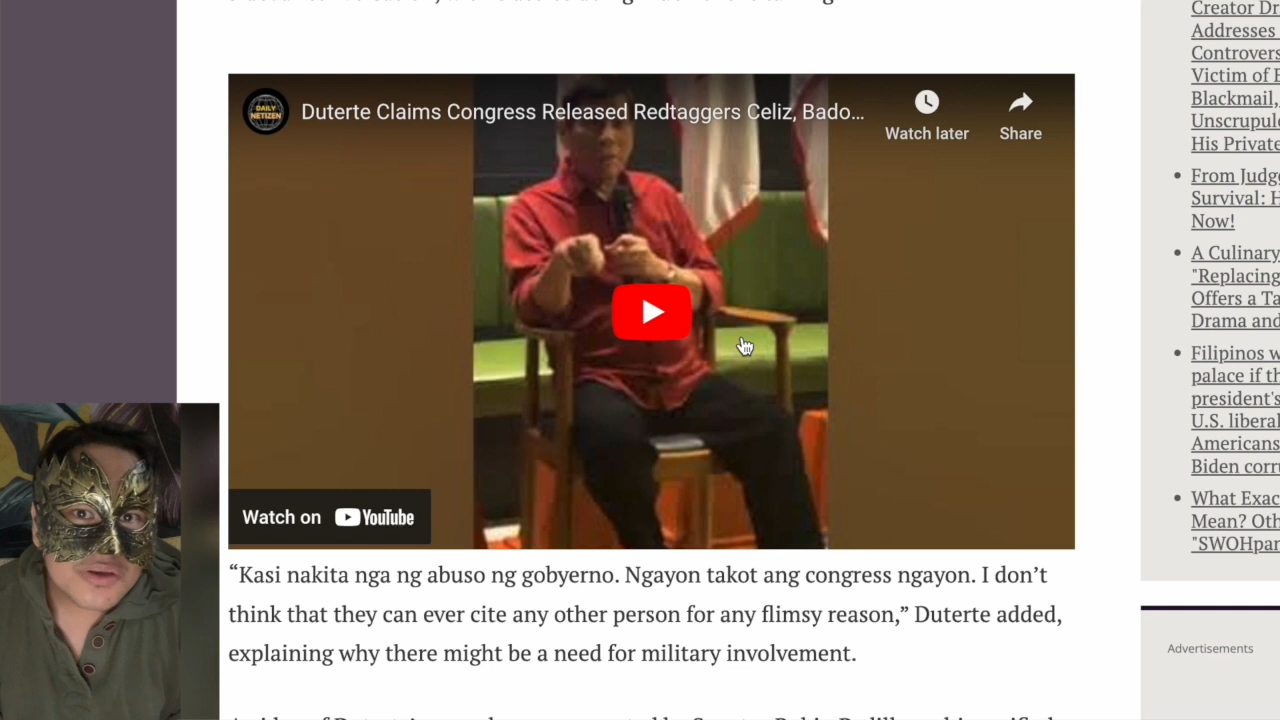 DAILY
NETIZEN
Duterte Claims Congress Released Redtaggers Celiz, Bado…
Watch later
Share
Watch on YouTube
“Kasi nakita nga ng abuso ng gobyerno. Ngayon takot ang congress ngayon. I don’t
think that they can ever cite any other person for any flimsy reason,” Duterte added,
explaining why there might be a need for military involvement.
Creator Dr
Addresses
Controvers
Victim of
Blackmail,
Unscrupulo
His Private
From Judge
Survival: H
Now!
A Culinary
"Replacing
Offers a Ta
Drama and
Filipinos w
palace if th
president's
U.S. liberal
Americans
Biden corru
What Exac
Mean? Oth
"SWOHpar
Advertisements